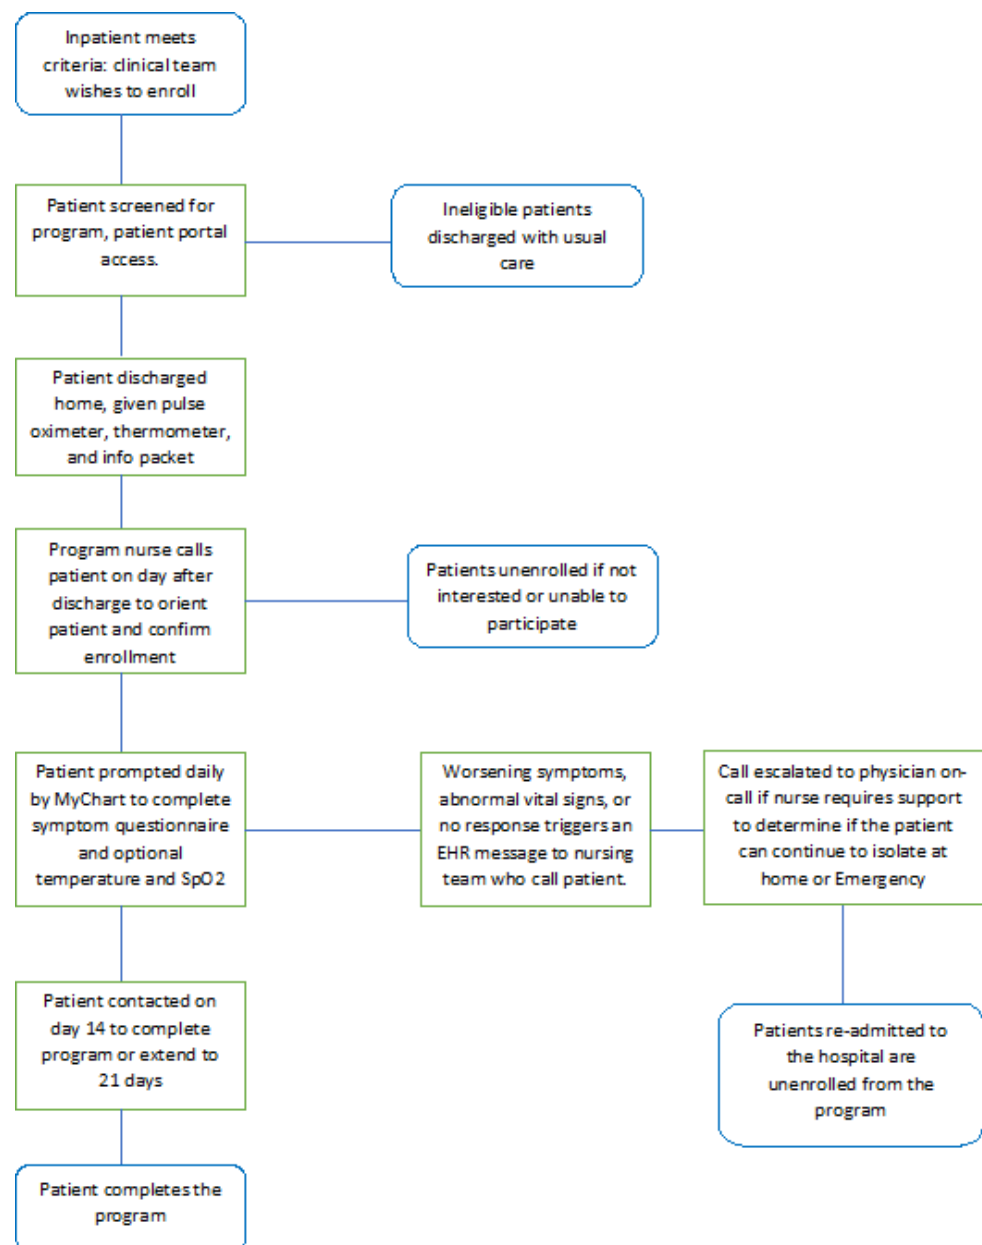 Inpatient meets
criteria: clinical team
wishes to enroll
Patient screened for
program, patient portal
access.
Ineligible patients
discharged with usual
care
Patient discharged
home, given pulse
oximeter, thermometer,
and info packet
Program nurse calls
patient on day after
discharge to orient
patient and confirm
enrollment
Patients unenrolled if not
interested or unable to
participate
Patient prompted daily
by MyChart to complete
symptom questionnaire
and optional
temperature and SpO2
Worsening symptoms,
abnormal vital signs, or
no response triggers an
EHR message to nursing
team who call patient.
Call escalated to physician on-
call if nurse requires support
to determine if the patient
can continue to isolate at
home or Emergency
Patient contacted on
day 14 to complete
program or extend to
21 days
Patients re-admitted to
the hospital are
unenrolled from the
program
Patient completes the
program